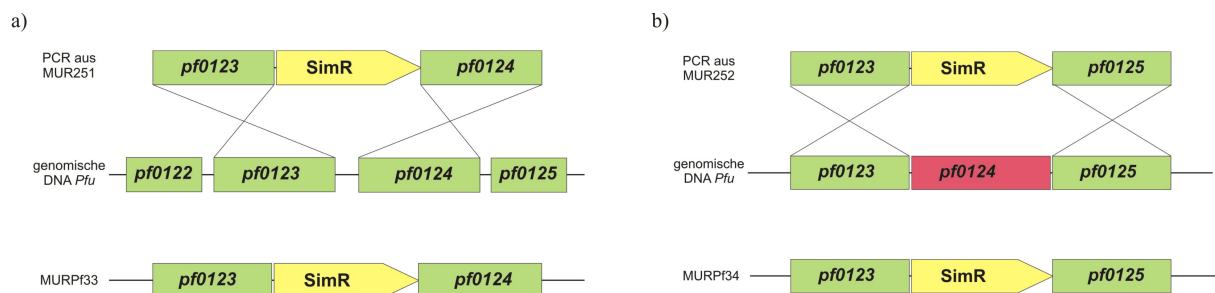 a)
PCR aus
MUR251
pf0123 SimR pf0124
genomische
DNA Pfu
pf0122 pf0123 pf0124 pf0125
MURPf33
pf0123 SimR pf0124
b)
PCR aus
MUR252
pf0123 SimR pf0125
genomische
DNA Pfu
pf0123 pf0124 pf0125
MURPf34
pf0123 SimR pf0125